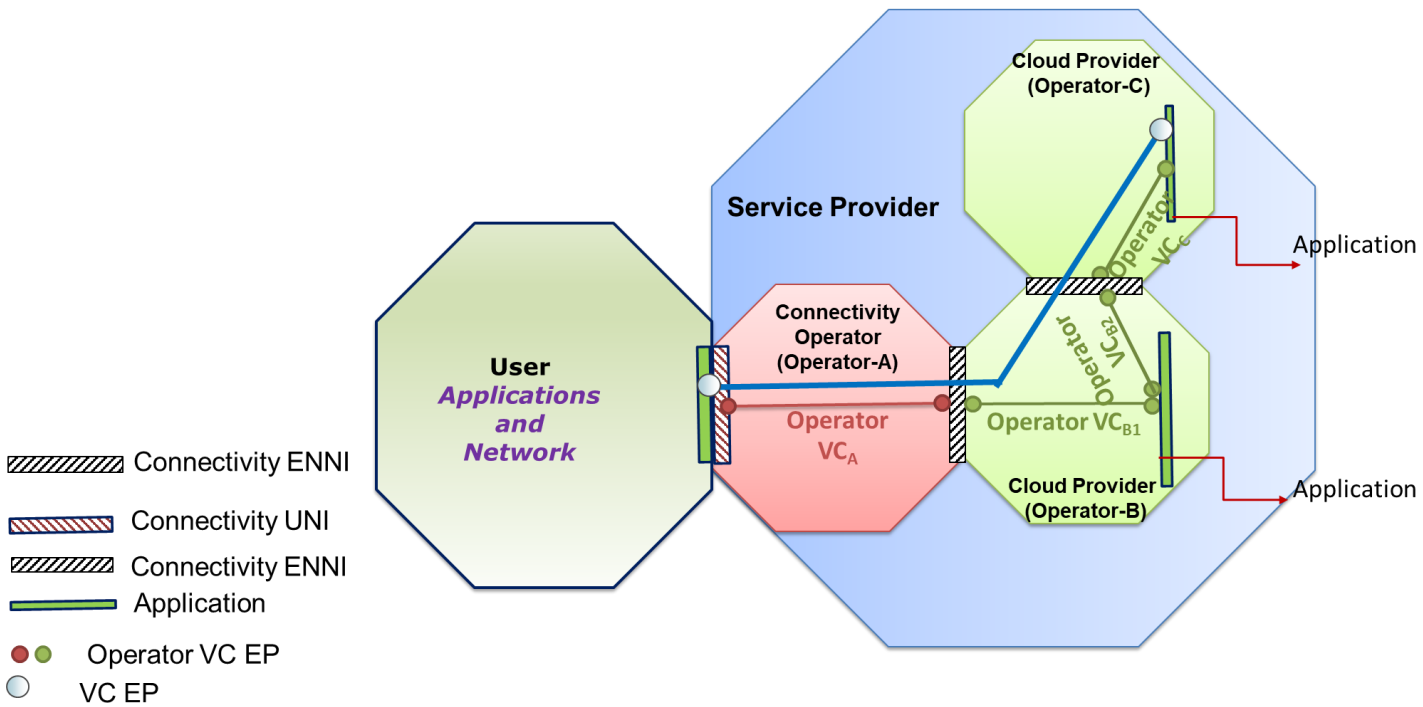 Cloud Provider
(Operator-C)
Service Provider
Operator
VCC
Application
Connectivity
Operator
(Operator-A)
Operator
VCB2
User
Applications
and
Network
Operator
VCA
Operator VCB1
Connectivity ENNI
Cloud Provider
(Operator-B)
Application
Connectivity UNI
Connectivity ENNI
Application
Operator VC EP
VC EP